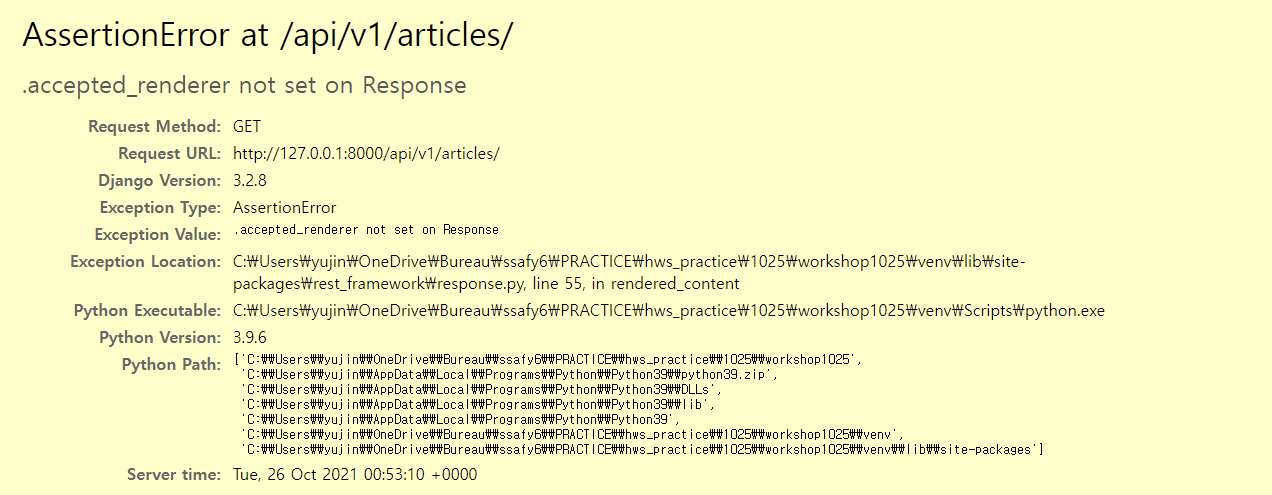 AssertionError at /api/v1/articles/
.accepted_renderer not set on Response
Request Method: GET
Request URL: http://127.0.0.1:8000/api/v1/articles/
Django Version: 3.2.8
Exception Type: AssertionError
Exception Value: .accepted_renderer not set on Response
Exception Location: C:₩Users₩yujin₩OneDrive₩Bureau₩ssafy6₩PRACTICE₩hws_practice₩1025₩workshop1025₩venv₩lib₩site-
packages₩rest_framework₩response.py, line 55, in rendered_content
Python Executable: C:₩Users₩yujin₩OneDrive₩Bureau₩ssafy6₩PRACTICE₩hws_practice₩1025₩workshop1025₩venv₩Scripts₩python.exe
Python Version: 3.9.6
Python Path: ['C:₩₩Users₩₩yujin₩₩OneDrive₩₩Bureau₩₩ssafy6₩₩PRACTICE₩₩hws_practice₩₩1025₩₩workshop1025',
'C:₩₩Users₩₩yujin₩₩AppData₩₩Local₩₩Programs₩₩Python₩₩Python39₩₩python39.zip',
'C:₩₩Users₩₩yujin₩₩AppData₩₩Local₩₩Programs₩₩Python₩₩Python39₩₩DLLs',
'C:₩₩Users₩₩yujin₩₩AppData₩₩Local₩₩Programs₩₩Python₩₩Python39₩₩lib',
'C:₩₩Users₩₩yujin₩₩AppData₩₩Local₩₩Programs₩₩Python₩₩Python39',
'C:₩₩Users₩₩yujin₩₩OneDrive₩₩Bureau₩₩ssafy6₩₩PRACTICE₩₩hws_practice₩₩1025₩₩workshop1025₩₩venv',
'C:₩₩Users₩₩yujin₩₩OneDrive₩₩Bureau₩₩ssafy6₩₩PRACTICE₩₩hws_practice₩₩1025₩₩workshop1025₩₩venv₩₩lib₩₩site-packages']
Server time: Tue, 26 Oct 2021 00:53:10 +0000